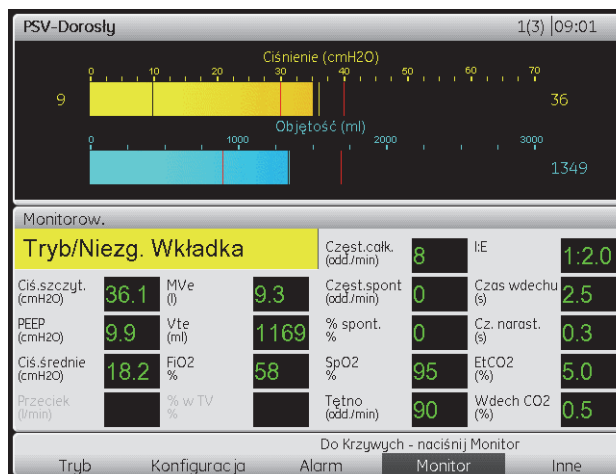 PSV-Dorosły 1(3) |09:01
Ciśnienie (cmH2O)
0 10 20 30 40 50 60 70
9 36
Objętość (ml)
0 1000 2000 3000
1349
Monitorow.
Tryb/Niezg. Wkładka
Częst.całk. (odd./min) 8 I:E 1:2.0
Ciś.szczyt. (cmH2O) 36.1 MVe (l) 9.3 Częst.spont (odd./min) 0 Czas wdechu (s) 2.5
PEEP (cmH2O) 9.9 Vte (ml) 1169 % spont. % 0 Cz. narast. (s) 0.3
Ciś.średnie (cmH2O) 18.2 FiO2 % 58 SpO2 % 95 EtCO2 (%) 5.0
Przeciek (l/min) % w TV % Tętno (odd./min) 90 Wdech CO2 (%) 0.5
Do Krzywych - naciśnij Monitor
Tryb Konfiguracja Alarm Monitor Inne